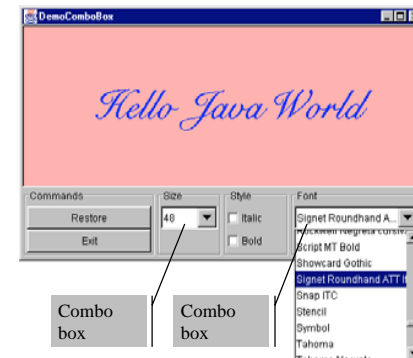 DemoComboBox
Hello Java World
Commands
Size
Style
Font
Restore
48
Italic
Signet Roundhand A...
Exit
Bold
Script MT Bold
Showcard Gothic
Signet Roundhand ATT
Snap ITC
Stencil
Symbol
Tahoma
Combo
box
Combo
box